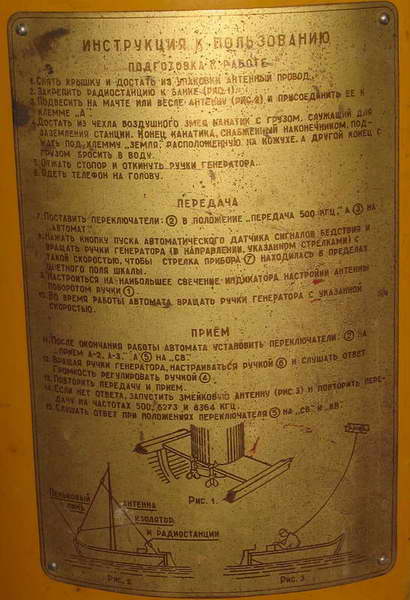 ИНСТРУКЦИЯ К ПОЛЬЗОВАНИЮ
ПОДГОТОВКА К РАБОТЕ
1. СНЯТЬ КРЫШКУ И ДОСТАТЬ ИЗ УПАКОВКИ АНТЕННЫЙ ПРОВОД.
2. ЗАКРЕПИТЬ РАДИОСТАНЦИЮ К БАНКЕ (РИС. 1).
3. ПОДВЕСИТЬ НА МАЧТЕ ИЛИ ВЕСЛЕ АНТЕННУ (РИС. 2) И ПРИСОЕДИНИТЬ ЕЕ К
КЛЕММЕ „А“.
4. ДОСТАТЬ ИЗ ЧЕХЛА ВОЗДУШНОГО ЗМЕЯ КАНАТИК С ГРУЗОМ, СЛУЖАЩИЙ ДЛЯ
ЗАЗЕМЛЕНИЯ СТАНЦИИ. КОНЕЦ КАНАТИКА, СНАБЖЕННЫЙ НАКОНЕЧНИКОМ, ПОД-
ЖАТЬ ПОД КЛЕММУ „ЗЕМЛЯ“, РАСПОЛОЖЕННУЮ НА КОЖУХЕ, А ДРУГОЙ КОНЕЦ С
ГРУЗОМ БРОСИТЬ В ВОДУ.
5. ОТЖАТЬ СТОПОР И ОТКИНУТЬ РУЧКИ ГЕНЕРАТОРА.
6. ОДЕТЬ ТЕЛЕФОН НА ГОЛОВУ.
ПЕРЕДАЧА
7. ПОСТАВИТЬ ПЕРЕКЛЮЧАТЕЛИ: ② В ПОЛОЖЕНИЕ „ПЕРЕДАЧА 500 КГЦ“, А ③ НА
„АВТОМАТ“.
8. НАЖАТЬ КНОПКУ ПУСКА АВТОМАТИЧЕСКОГО ДАТЧИКА СИГНАЛОВ БЕДСТВИЯ И
ВРАЩАТЬ РУЧКИ ГЕНЕРАТОРА (В НАПРАВЛЕНИИ, УКАЗАННОМ СТРЕЛКАМИ) С
ТАКОЙ СКОРОСТЬЮ, ЧТОБЫ СТРЕЛКА ПРИБОРА ⑦ НАХОДИЛАСЬ В ПРЕДЕЛАХ
ЦВЕТНОГО ПОЛЯ ШКАЛЫ.
9. НАСТРОИТЬСЯ НА НАИБОЛЬШЕЕ СВЕЧЕНИЕ ИНДИКАТОРА НАСТРОЙКИ АНТЕННЫ
ПОВОРОТОМ РУЧКИ ①.
10. ВО ВРЕМЯ РАБОТЫ АВТОМАТА ВРАЩАТЬ РУЧКИ ГЕНЕРАТОРА С УКАЗАННОЙ
СКОРОСТЬЮ.
ПРИЁМ
11. ПОСЛЕ ОКОНЧАНИЯ РАБОТЫ АВТОМАТА УСТАНОВИТЬ ПЕРЕКЛЮЧАТЕЛИ: ② НА
„ПРИЕМ А-2, А-3“, А ⑤ НА „СВ“.
12. ВРАЩАЯ РУЧКИ ГЕНЕРАТОРА, НАСТРАИВАТЬСЯ РУЧКОЙ ⑥ И СЛУШАТЬ ОТВЕТ
ГРОМКОСТЬ РЕГУЛИРОВАТЬ РУЧКОЙ ④.
13. ПОВТОРИТЬ ПЕРЕДАЧУ И ПРИЕМ.
14. ЕСЛИ НЕТ ОТВЕТА, ЗАПУСТИТЬ ЗМЕЙКОВУЮ АНТЕННУ (РИС. 3) И ПОВТОРИТЬ ПЕРЕ-
ДАЧУ НА ЧАСТОТАХ 500, 6273 И 8364 КГЦ.
15. СЛУШАТЬ ОТВЕТ ПРИ ПОЛОЖЕНИЯХ ПЕРЕКЛЮЧАТЕЛЯ ⑤ НА „СВ“ И „КВ“.
РИС. 1.
ПЕНЬКОВЫЙ
ЛИНЬ
АНТЕННА
ИЗОЛЯТОР
К РАДИОСТАНЦИИ
РИС. 2
РИС. 3